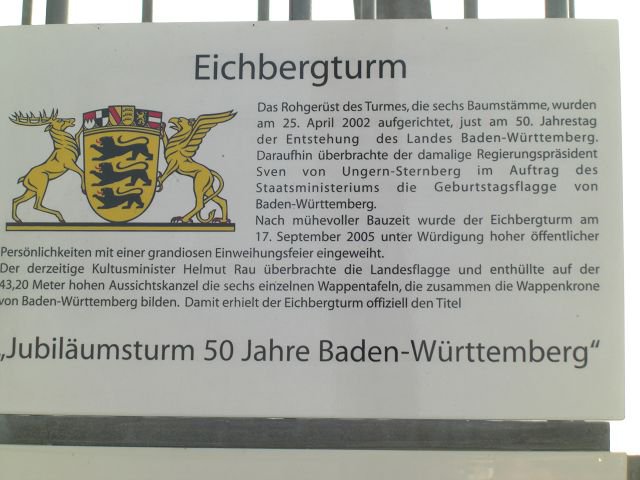 Eichbergturm
Das Rohgerüst des Turmes, die sechs Baumstämme, wurden
am 25. April 2002 aufgerichtet, just am 50. Jahrestag
der Entstehung des Landes Baden-Württemberg.
Daraufhin überbrachte der damalige Regierungspräsident
Sven von Ungern-Sternberg im Auftrag des
Staatsministeriums die Geburtstagsflagge von
Baden-Württemberg.
Nach mühevoller Bauzeit wurde der Eichbergturm am
17. September 2005 unter Würdigung hoher öffentlicher
Persönlichkeiten mit einer grandiosen Einweihungsfeier eingeweiht.
Der derzeitige Kultusminister Helmut Rau überbrachte die Landesflagge und enthüllte auf der
43,20 Meter hohen Aussichtskanzel die sechs einzelnen Wappentafeln, die zusammen die Wappenkrone
von Baden-Württemberg bilden. Damit erhielt der Eichbergturm offiziell den Titel
„Jubiläumsturm 50 Jahre Baden-Württemberg“